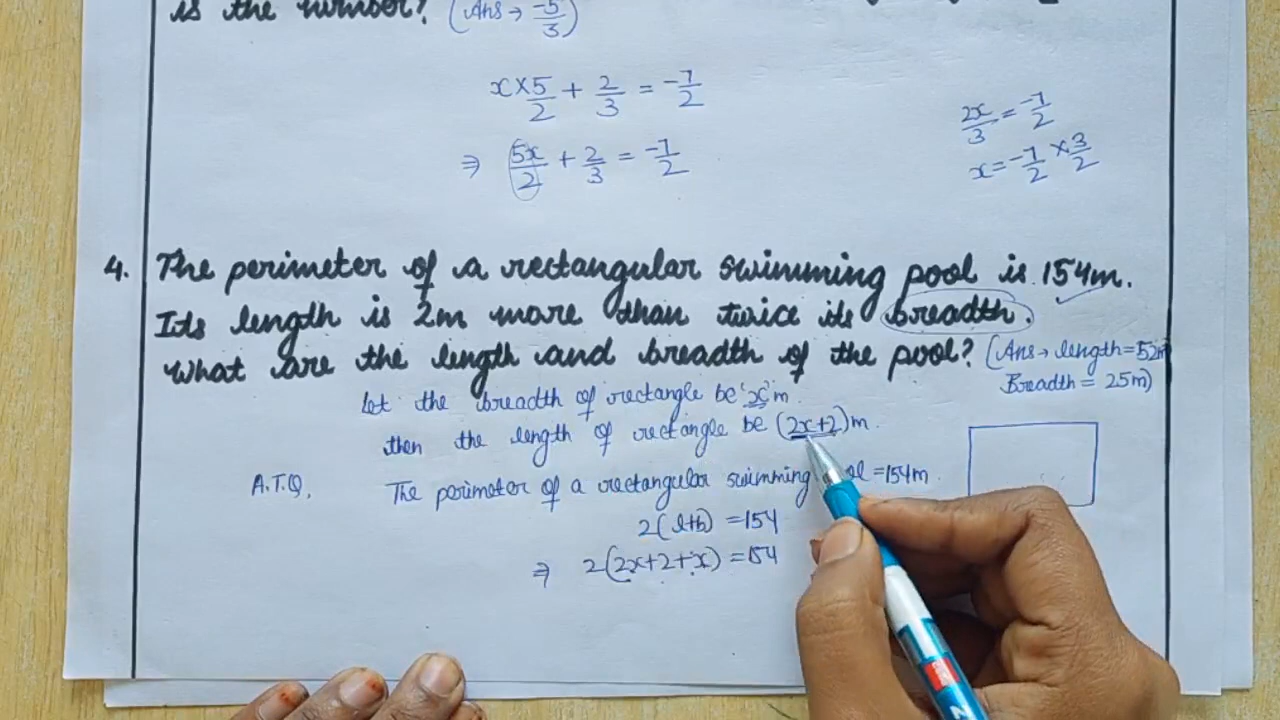 is the number? (Ans → -5/3)
x × 5/2 + 2/3 = -7/2
⇒ 5x/2 + 2/3 = -7/2
2x/3 = -7/2
x = -7/2 × 3/2
4. The perimeter of a rectangular swimming pool is 154m.
Its length is 2m more than twice its breadth.
What are the length and breadth of the pool? (Ans → length = 52m
Breadth = 25m)
Let the breadth of rectangle be 'x' m.
then the length of rectangle be (2x+2)m.
A.T.Q, The perimeter of a rectangular swimming = 154m.
2(l+b) = 154
⇒ 2(2x+2+x) = 154